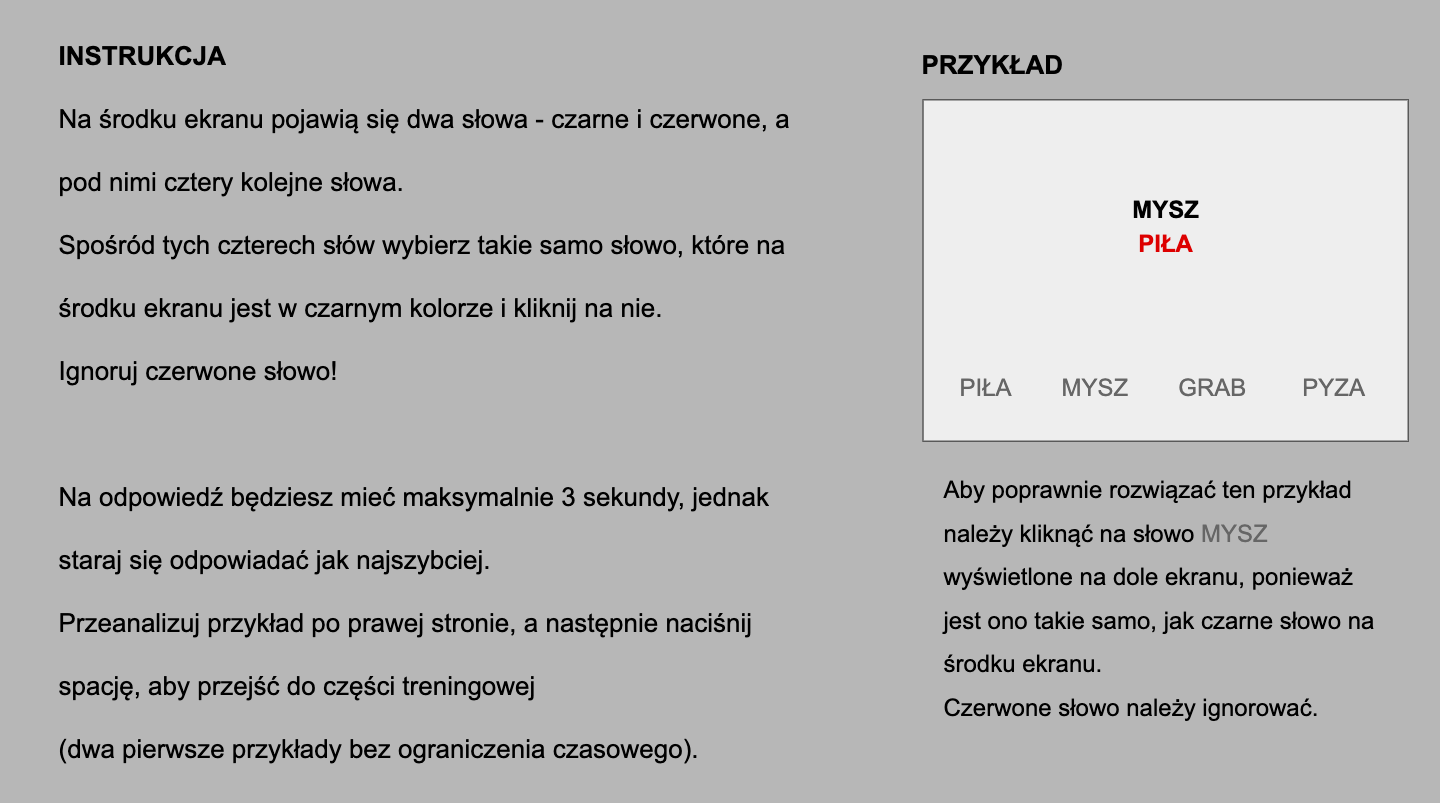 INSTRUKCJA
Na środku ekranu pojawią się dwa słowa - czarne i czerwone, a
pod nimi cztery kolejne słowa.
Spośród tych czterech słów wybierz takie samo słowo, które na
środku ekranu jest w czarnym kolorze i kliknij na nie.
Ignoruj czerwone słowo!
Na odpowiedź będziesz mieć maksymalnie 3 sekundy, jednak
staraj się odpowiadać jak najszybciej.
Przeanalizuj przykład po prawej stronie, a następnie naciśnij
spację, aby przejść do części treningowej
(dwa pierwsze przykłady bez ograniczenia czasowego).
PRZYKŁAD
MYSZ
PIŁA
PIŁA MYSZ GRAB PYZA
Aby poprawnie rozwiązać ten przykład
należy kliknąć na słowo MYSZ
wyświetlone na dole ekranu, ponieważ
jest ono takie samo, jak czarne słowo na
środku ekranu.
Czerwone słowo należy ignorować.